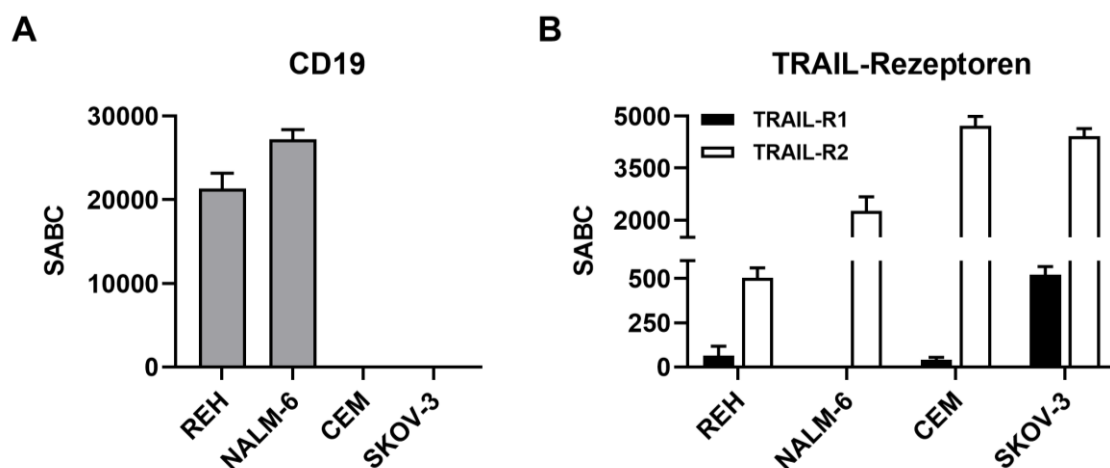 A
CD19
SABC
30000
20000
10000
0
REH
NALM-6
CEM
SKOV-3
B
TRAIL-Rezeptoren
TRAIL-R1
TRAIL-R2
SABC
5000
3500
2000
500
250
0
REH
NALM-6
CEM
SKOV-3